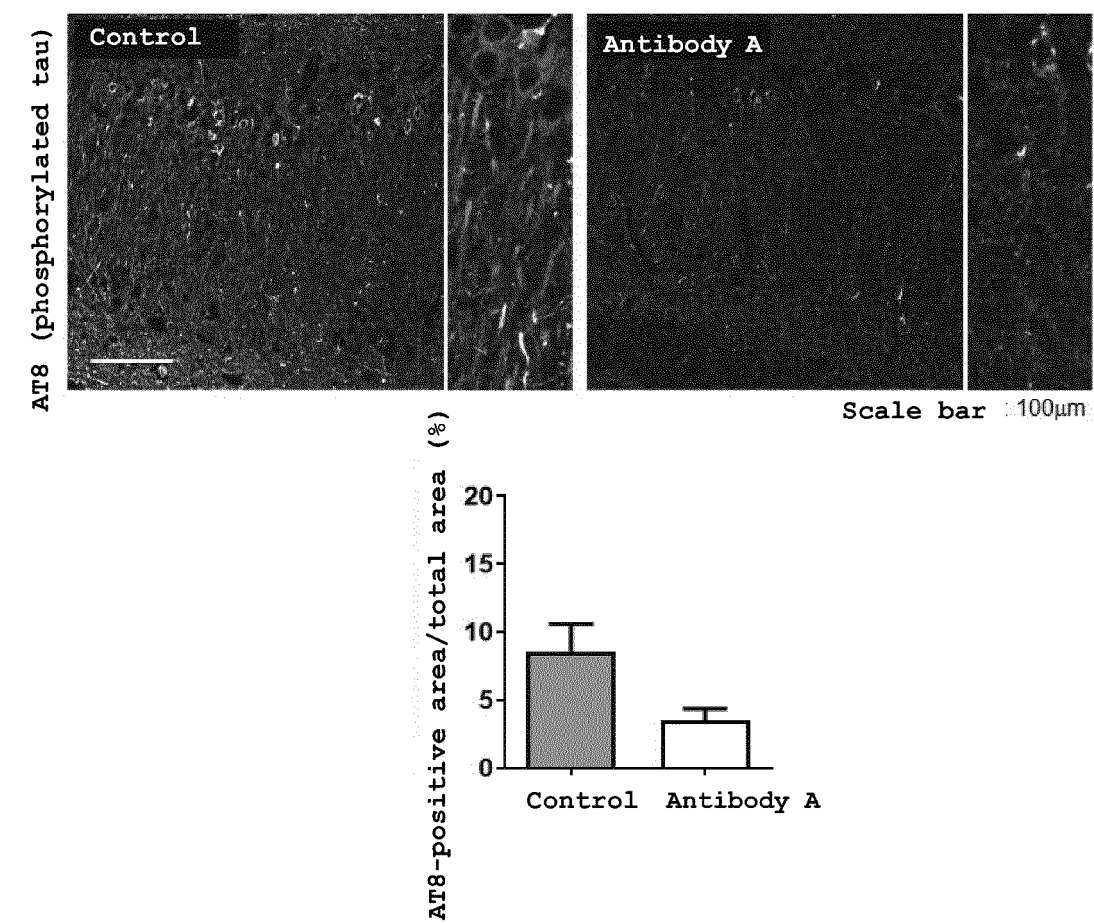 AT8 (phosphorylated tau)
Control
Antibody A
Scale bar : 100μm
AT8-positive area/total area (%)
20
15
10
5
0
Control
Antibody A